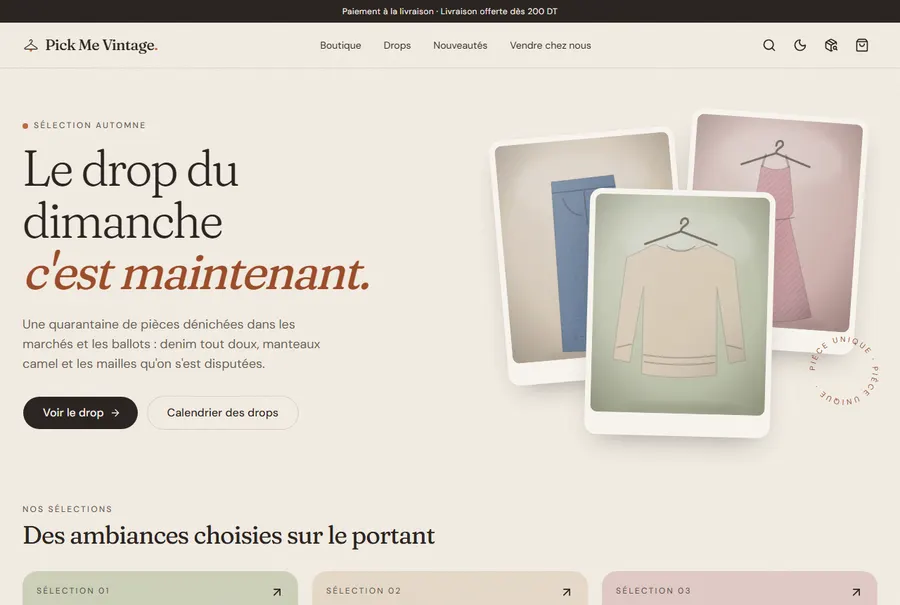 Paiement à la livraison · Livraison offerte dès 200 DT
Pick Me Vintage.
Boutique
Drops
Nouveautés
Vendre chez nous
SÉLECTION AUTOMNE
Le drop du
dimanche
c'est maintenant.
Une quarantaine de pièces dénichées dans les
marchés et les ballots : denim tout doux, manteaux
camel et les mailles qu'on s'est disputées.
Voir le drop →
Calendrier des drops
PIÈCE UNIQUE · PIÈCE UNIQUE ·
NOS SÉLECTIONS
Des ambiances choisies sur le portant
SÉLECTION 01
SÉLECTION 02
SÉLECTION 03